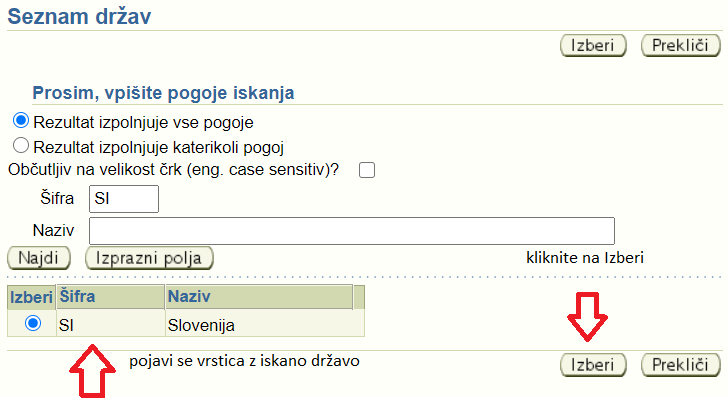 Seznam držav
Izberi Prekliči
Prosim, vpišite pogoje iskanja
Rezultat izpolnjuje vse pogoje
Rezultat izpolnjuje katerikoli pogoj
Občutljiv na velikost črk (eng. case sensitiv)?
Šifra SI
Naziv
Najdi Izprazni polja kliknite na Izberi
Izberi Šifra Naziv
SI Slovenija
pojavi se vrstica z iskano državo Izberi Prekliči